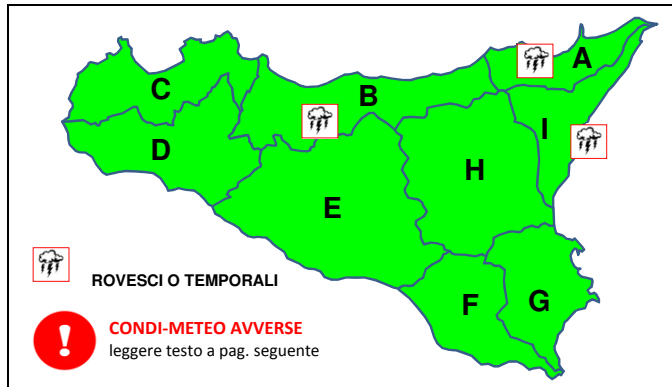 A
C
B
I
D
H
E
ROVESCI O TEMPORALI
F
G
CONDI-METEO AVVERSE
leggere testo a pag. seguente
!